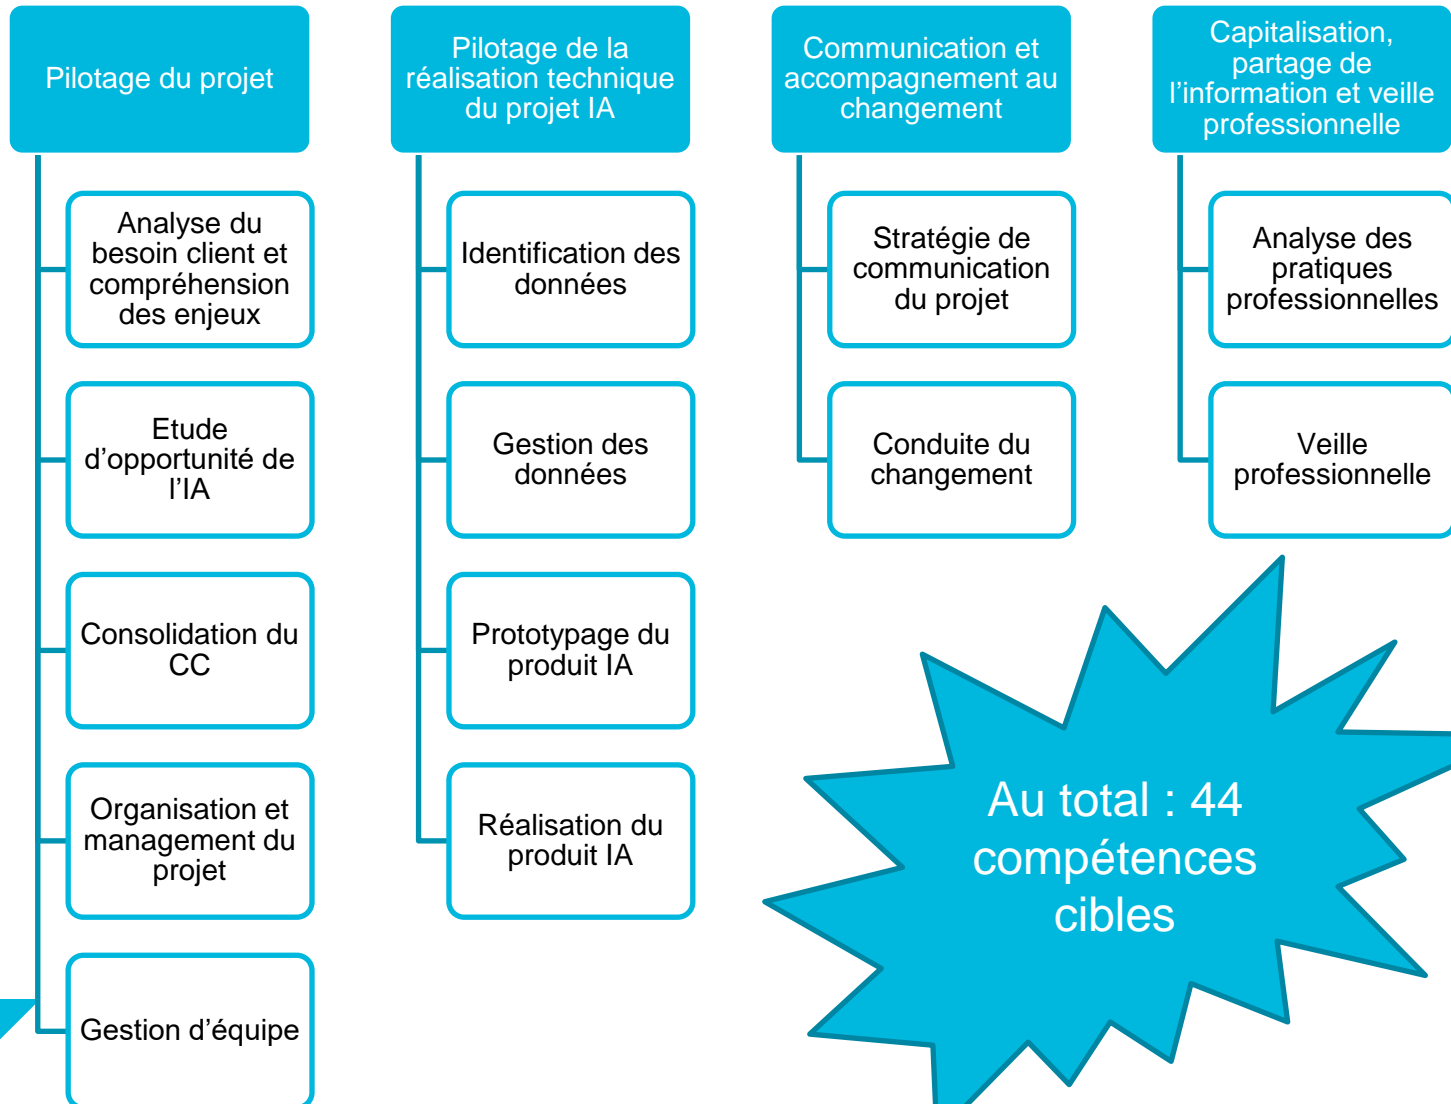 Pilotage du projet
Analyse du
besoin client et
compréhension
des enjeux
Etude
d’opportunité de
l’IA
Consolidation du
CC
Organisation et
management du
projet
Gestion d’équipe
Pilotage de la
réalisation technique
du projet IA
Identification des
données
Gestion des
données
Prototypage du
produit IA
Réalisation du
produit IA
Communication et
accompagnement au
changement
Stratégie de
communication
du projet
Conduite du
changement
Capitalisation,
partage de
l’information et veille
professionnelle
Analyse des
pratiques
professionnelles
Veille
professionnelle
Au total : 44
compétences
cibles